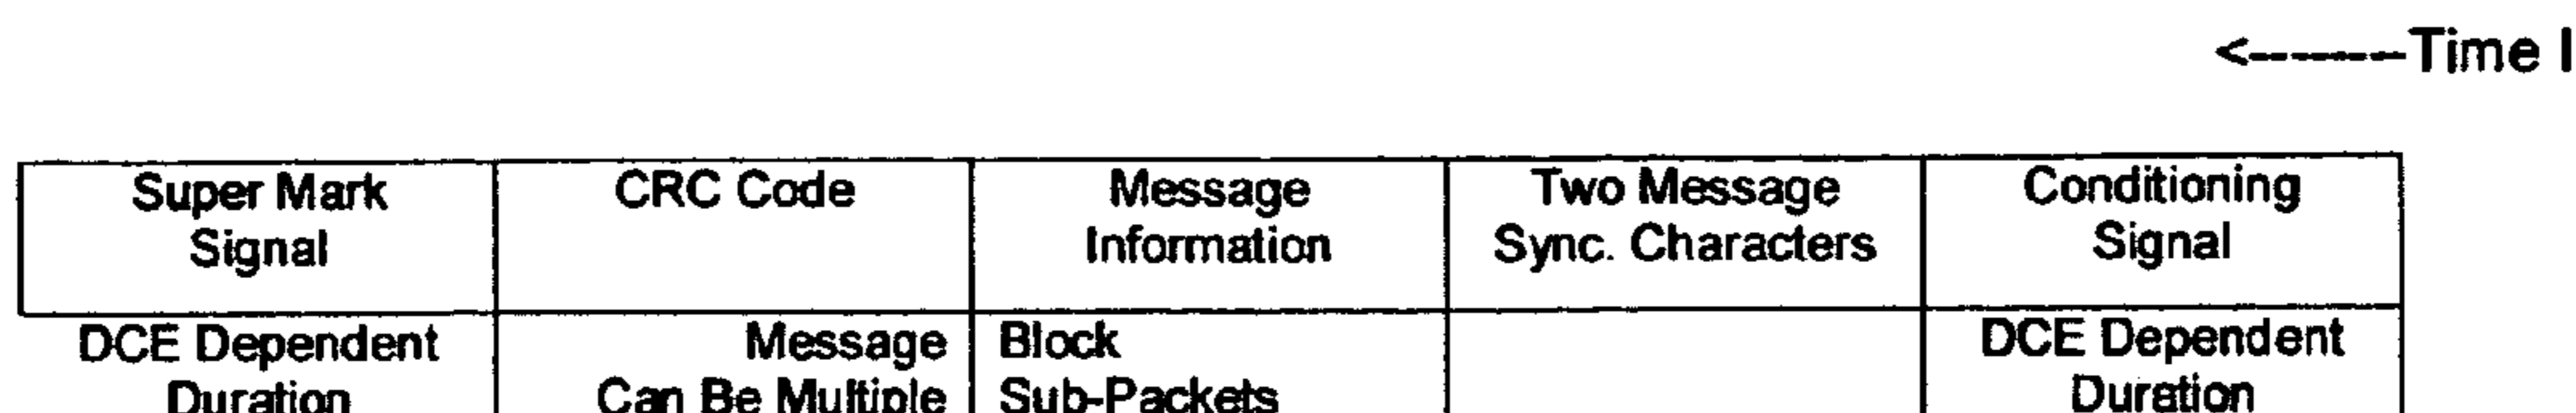 <-------Time
Super Mark Signal | CRC Code | Message Information | Two Message Sync. Characters | Conditioning Signal
DCE Dependent Duration | Message Can Be Multiple | Block Sub-Packets | | DCE Dependent Duration